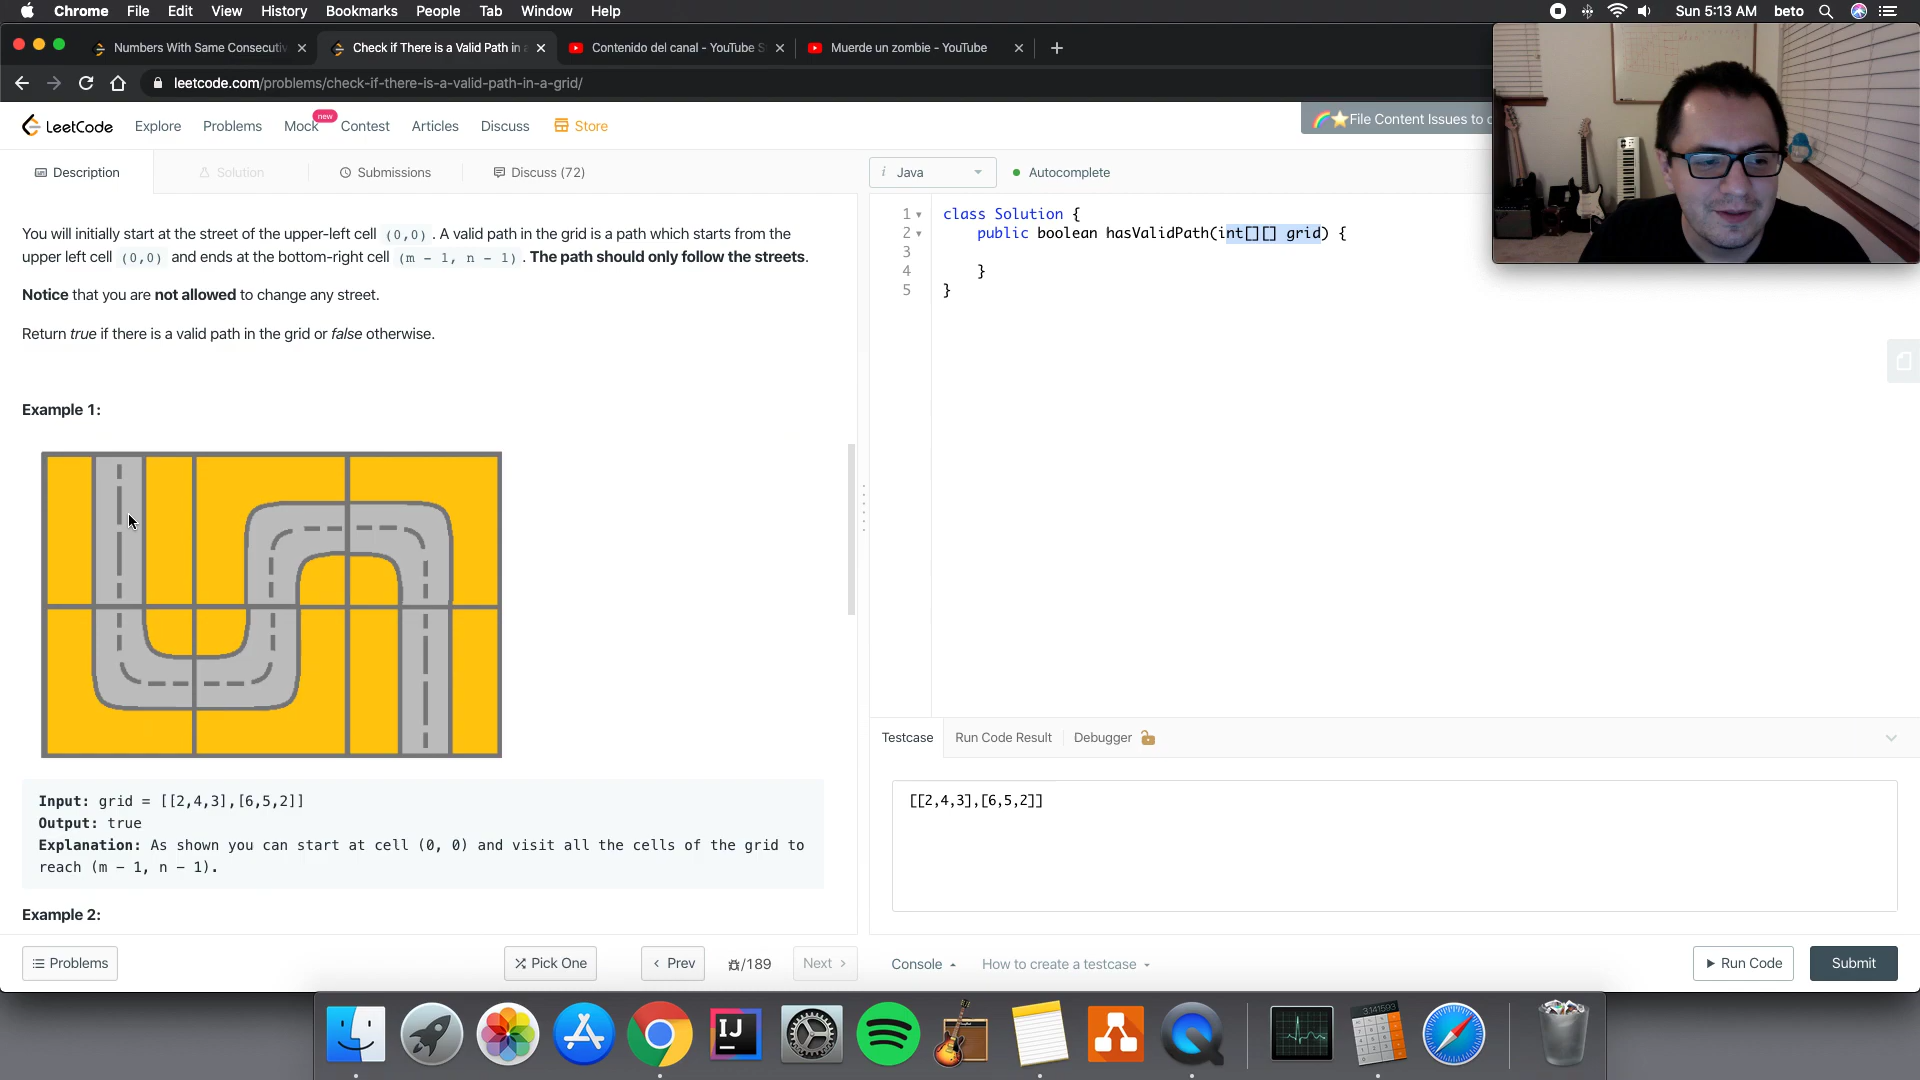 Chrome File Edit View History Bookmarks People Tab Window Help
Sun 5:13 AM beto
Numbers With Same Consecutiv
Check if There is a Valid Path in
Contenido del canal - YouTube S
Muerde un zombie - YouTube
leetcode.com/problems/check-if-there-is-a-valid-path-in-a-grid/
LeetCode Explore Problems Mock new Contest Articles Discuss Store
🌈⭐File Content Issues to
Description Solution Submissions Discuss (72)
i Java Autocomplete
You will initially start at the street of the upper-left cell (0,0). A valid path in the grid is a path which starts from the
upper left cell (0,0) and ends at the bottom-right cell (m - 1, n - 1). The path should only follow the streets.
Notice that you are not allowed to change any street.
Return true if there is a valid path in the grid or false otherwise.
Example 1:
Input: grid = [[2,4,3],[6,5,2]]
Output: true
Explanation: As shown you can start at cell (0, 0) and visit all the cells of the grid to
reach (m - 1, n - 1).
Example 2:
1 class Solution {
2 public boolean hasValidPath(int[][] grid) {
3
4 }
5 }
Testcase Run Code Result Debugger
[[2,4,3],[6,5,2]]
Problems Pick One Prev /189 Next
Console How to create a testcase Run Code Submit
IJ
3.141593